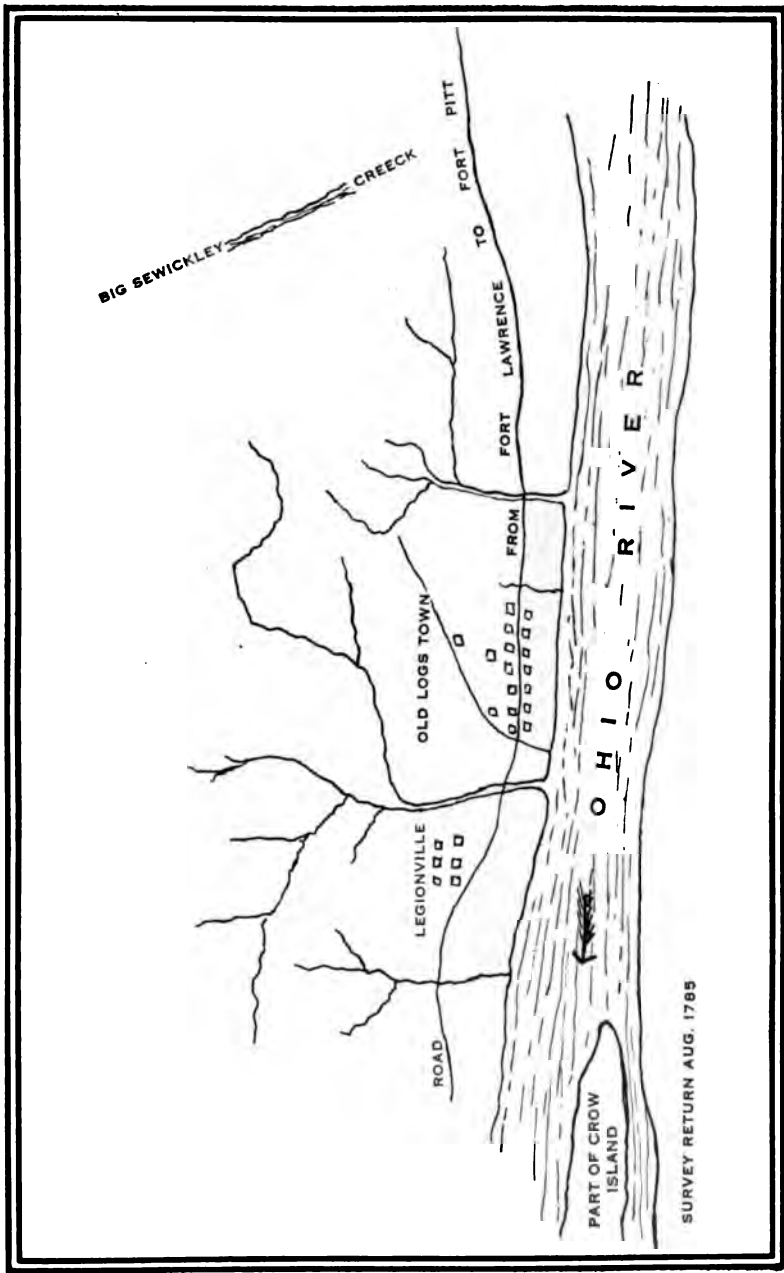 BIG SEWICKLEY CREECK
ROAD FROM FORT LAWRENCE TO FORT PITT
OLD LOGS TOWN
LEGIONVILLE
OHIO RIVER
PART OF CROW
ISLAND
SURVEY RETURN AUG. 1785